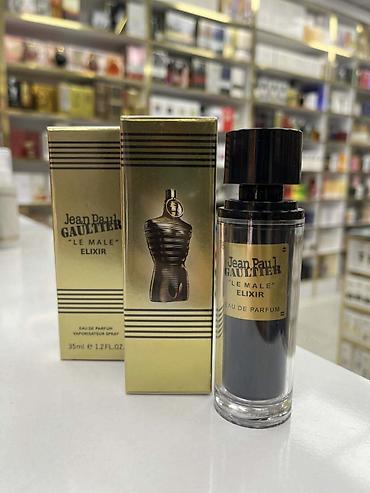 Jean Paul
GAULTIER
"LE MALE"
ELIXIR
EAU DE PARFUM
VAPORISATEUR SPRAY
35ml e 1.2 FL.OZ.
Jean Paul
GAULTIER
"LE MALE"
ELIXIR
EAU DE PARFUM